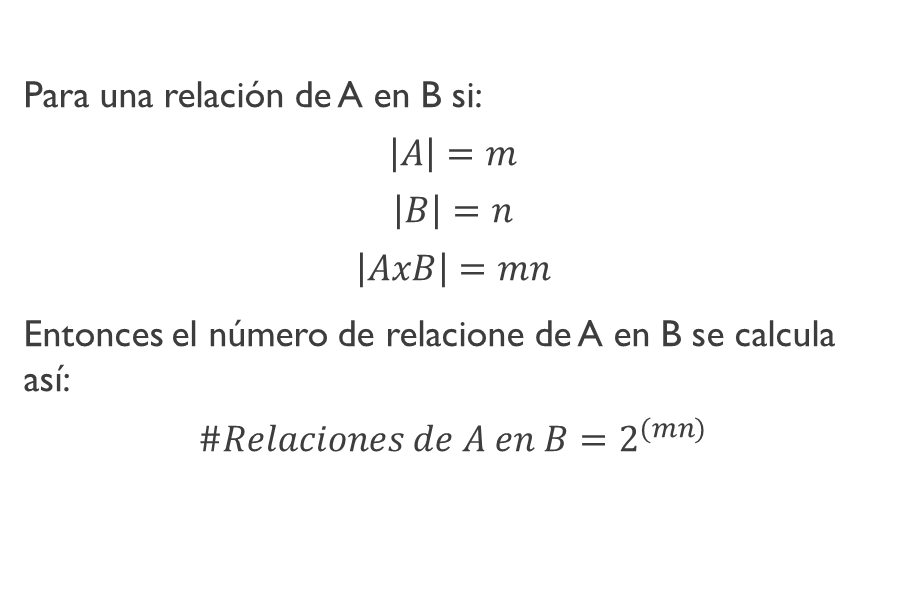 Para una relación de A en B si:
|A| = m
|B| = n
|AxB| = mn
Entonces el número de relacione de A en B se calcula
así:
#Relaciones de A en B = 2^(mn)